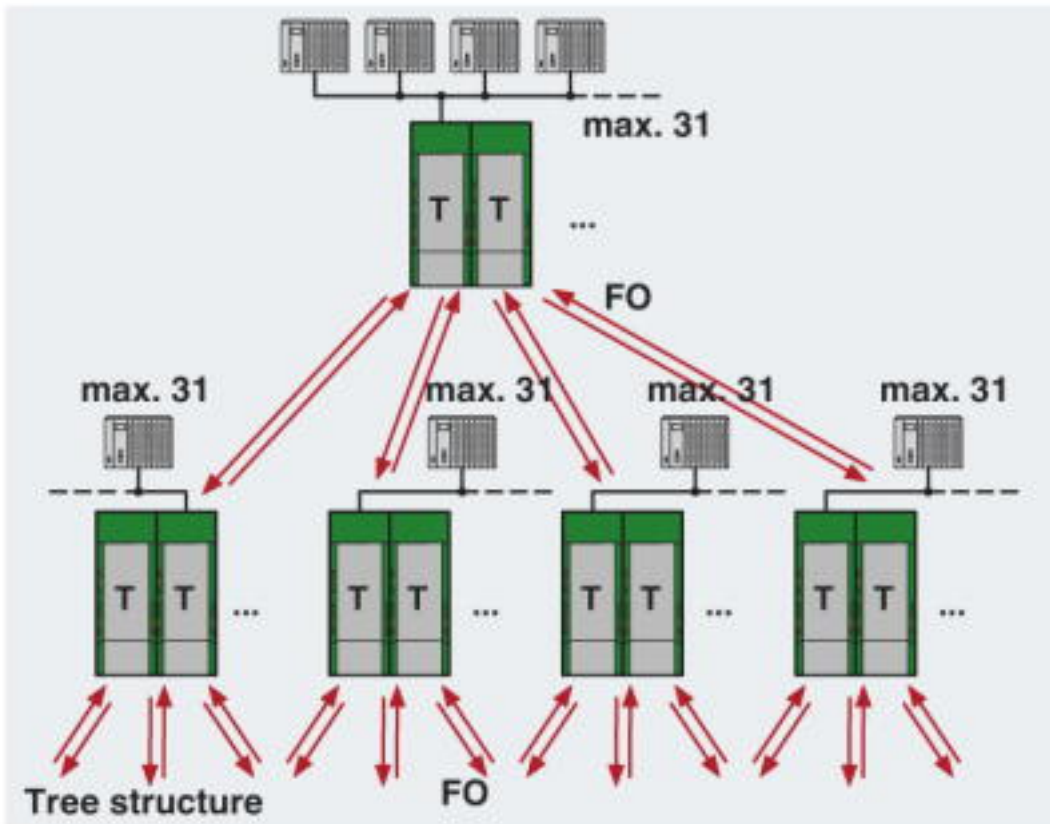 max. 31
T T ...
FO
max. 31 max. 31 max. 31 max. 31
T T ... T T ... T T ... T T ...
Tree structure FO